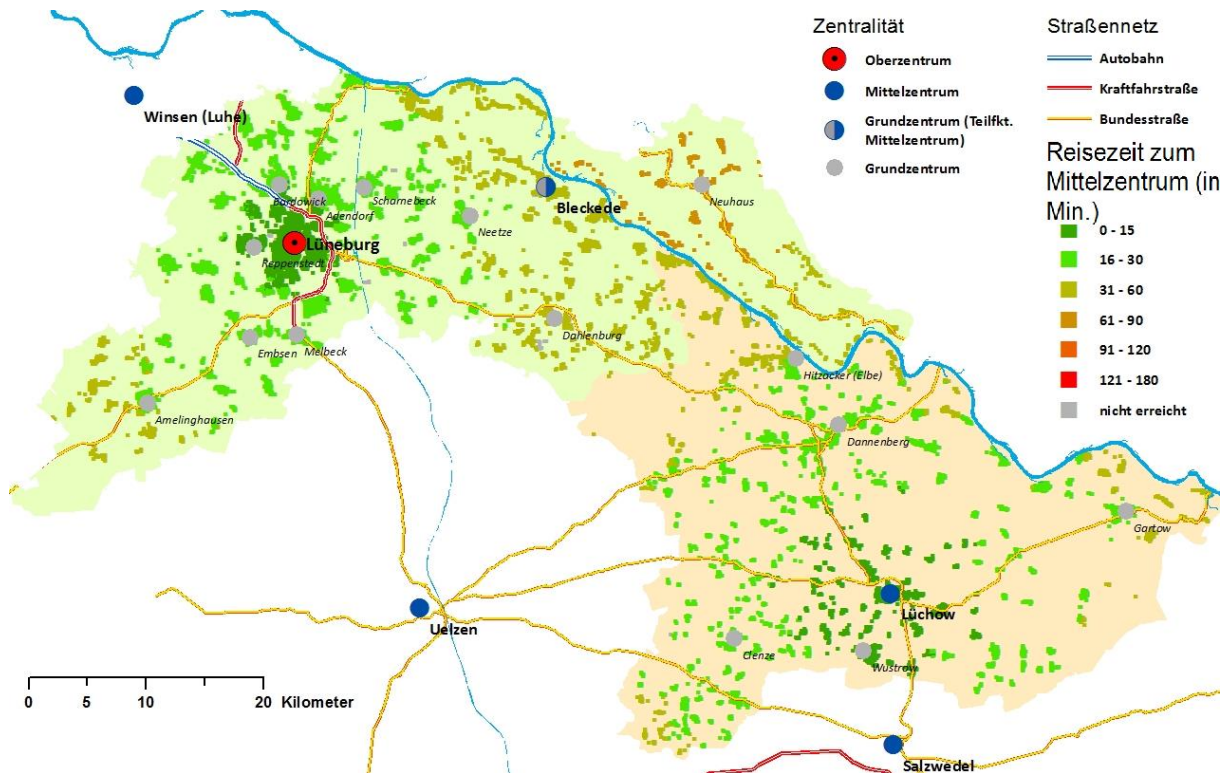 Zentralität
Oberzentrum
Mittelzentrum
Grundzentrum (Teilfkt.
Mittelzentrum)
Grundzentrum
Straßennetz
Autobahn
Kraftfahrstraße
Bundesstraße
Reisezeit zum
Mittelzentrum (in
Min.)
0 - 15
16 - 30
31 - 60
61 - 90
91 - 120
121 - 180
nicht erreicht
Winsen (Luhe)
Bardowick
Adendorf
Scharnebeck
Bleckede
Neuhaus
Neetze
Lüneburg
Reppenstedt
Dahlenburg
Embsen
Melbeck
Hitzacker (Elbe)
Amelinghausen
Dannenberg
Gartow
Lüchow
Uelzen
Clenze
Wustrow
0 5 10 20 Kilometer
Salzwedel